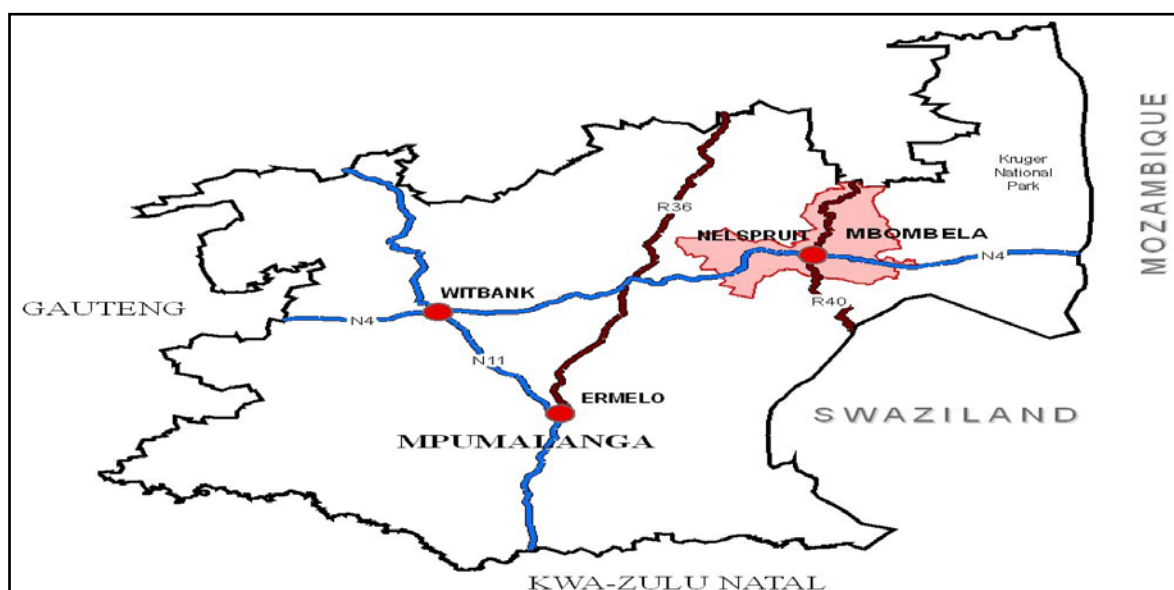 MOZAMBIQUE
Kruger
National
Park
R36
NELSPRUIT
MBOMBELA
N4
GAUTENG
WITBANK
R40
N4
N11
ERMELO
SWAZILAND
MPUMALANGA
KWA-ZULU NATAL